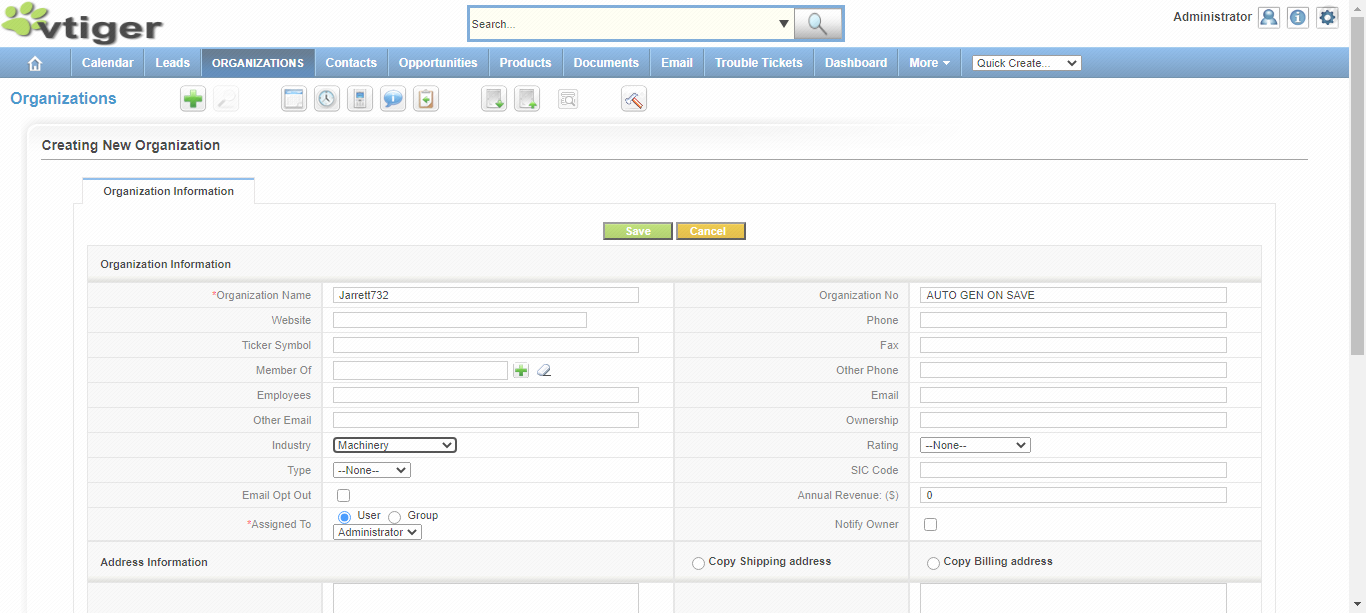 vtiger
Search...
Administrator
Calendar Leads ORGANIZATIONS Contacts Opportunities Products Documents Email Trouble Tickets Dashboard More Quick Create...
Organizations
Creating New Organization
Organization Information
Save Cancel
Organization Information
*Organization Name Jarrett732 Organization No AUTO GEN ON SAVE
Website Phone
Ticker Symbol Fax
Member Of Other Phone
Employees Email
Other Email Ownership
Industry Machinery Rating --None--
Type --None-- SIC Code
Email Opt Out Annual Revenue: ($) 0
*Assigned To User Group Notify Owner
Administrator
Address Information Copy Shipping address Copy Billing address